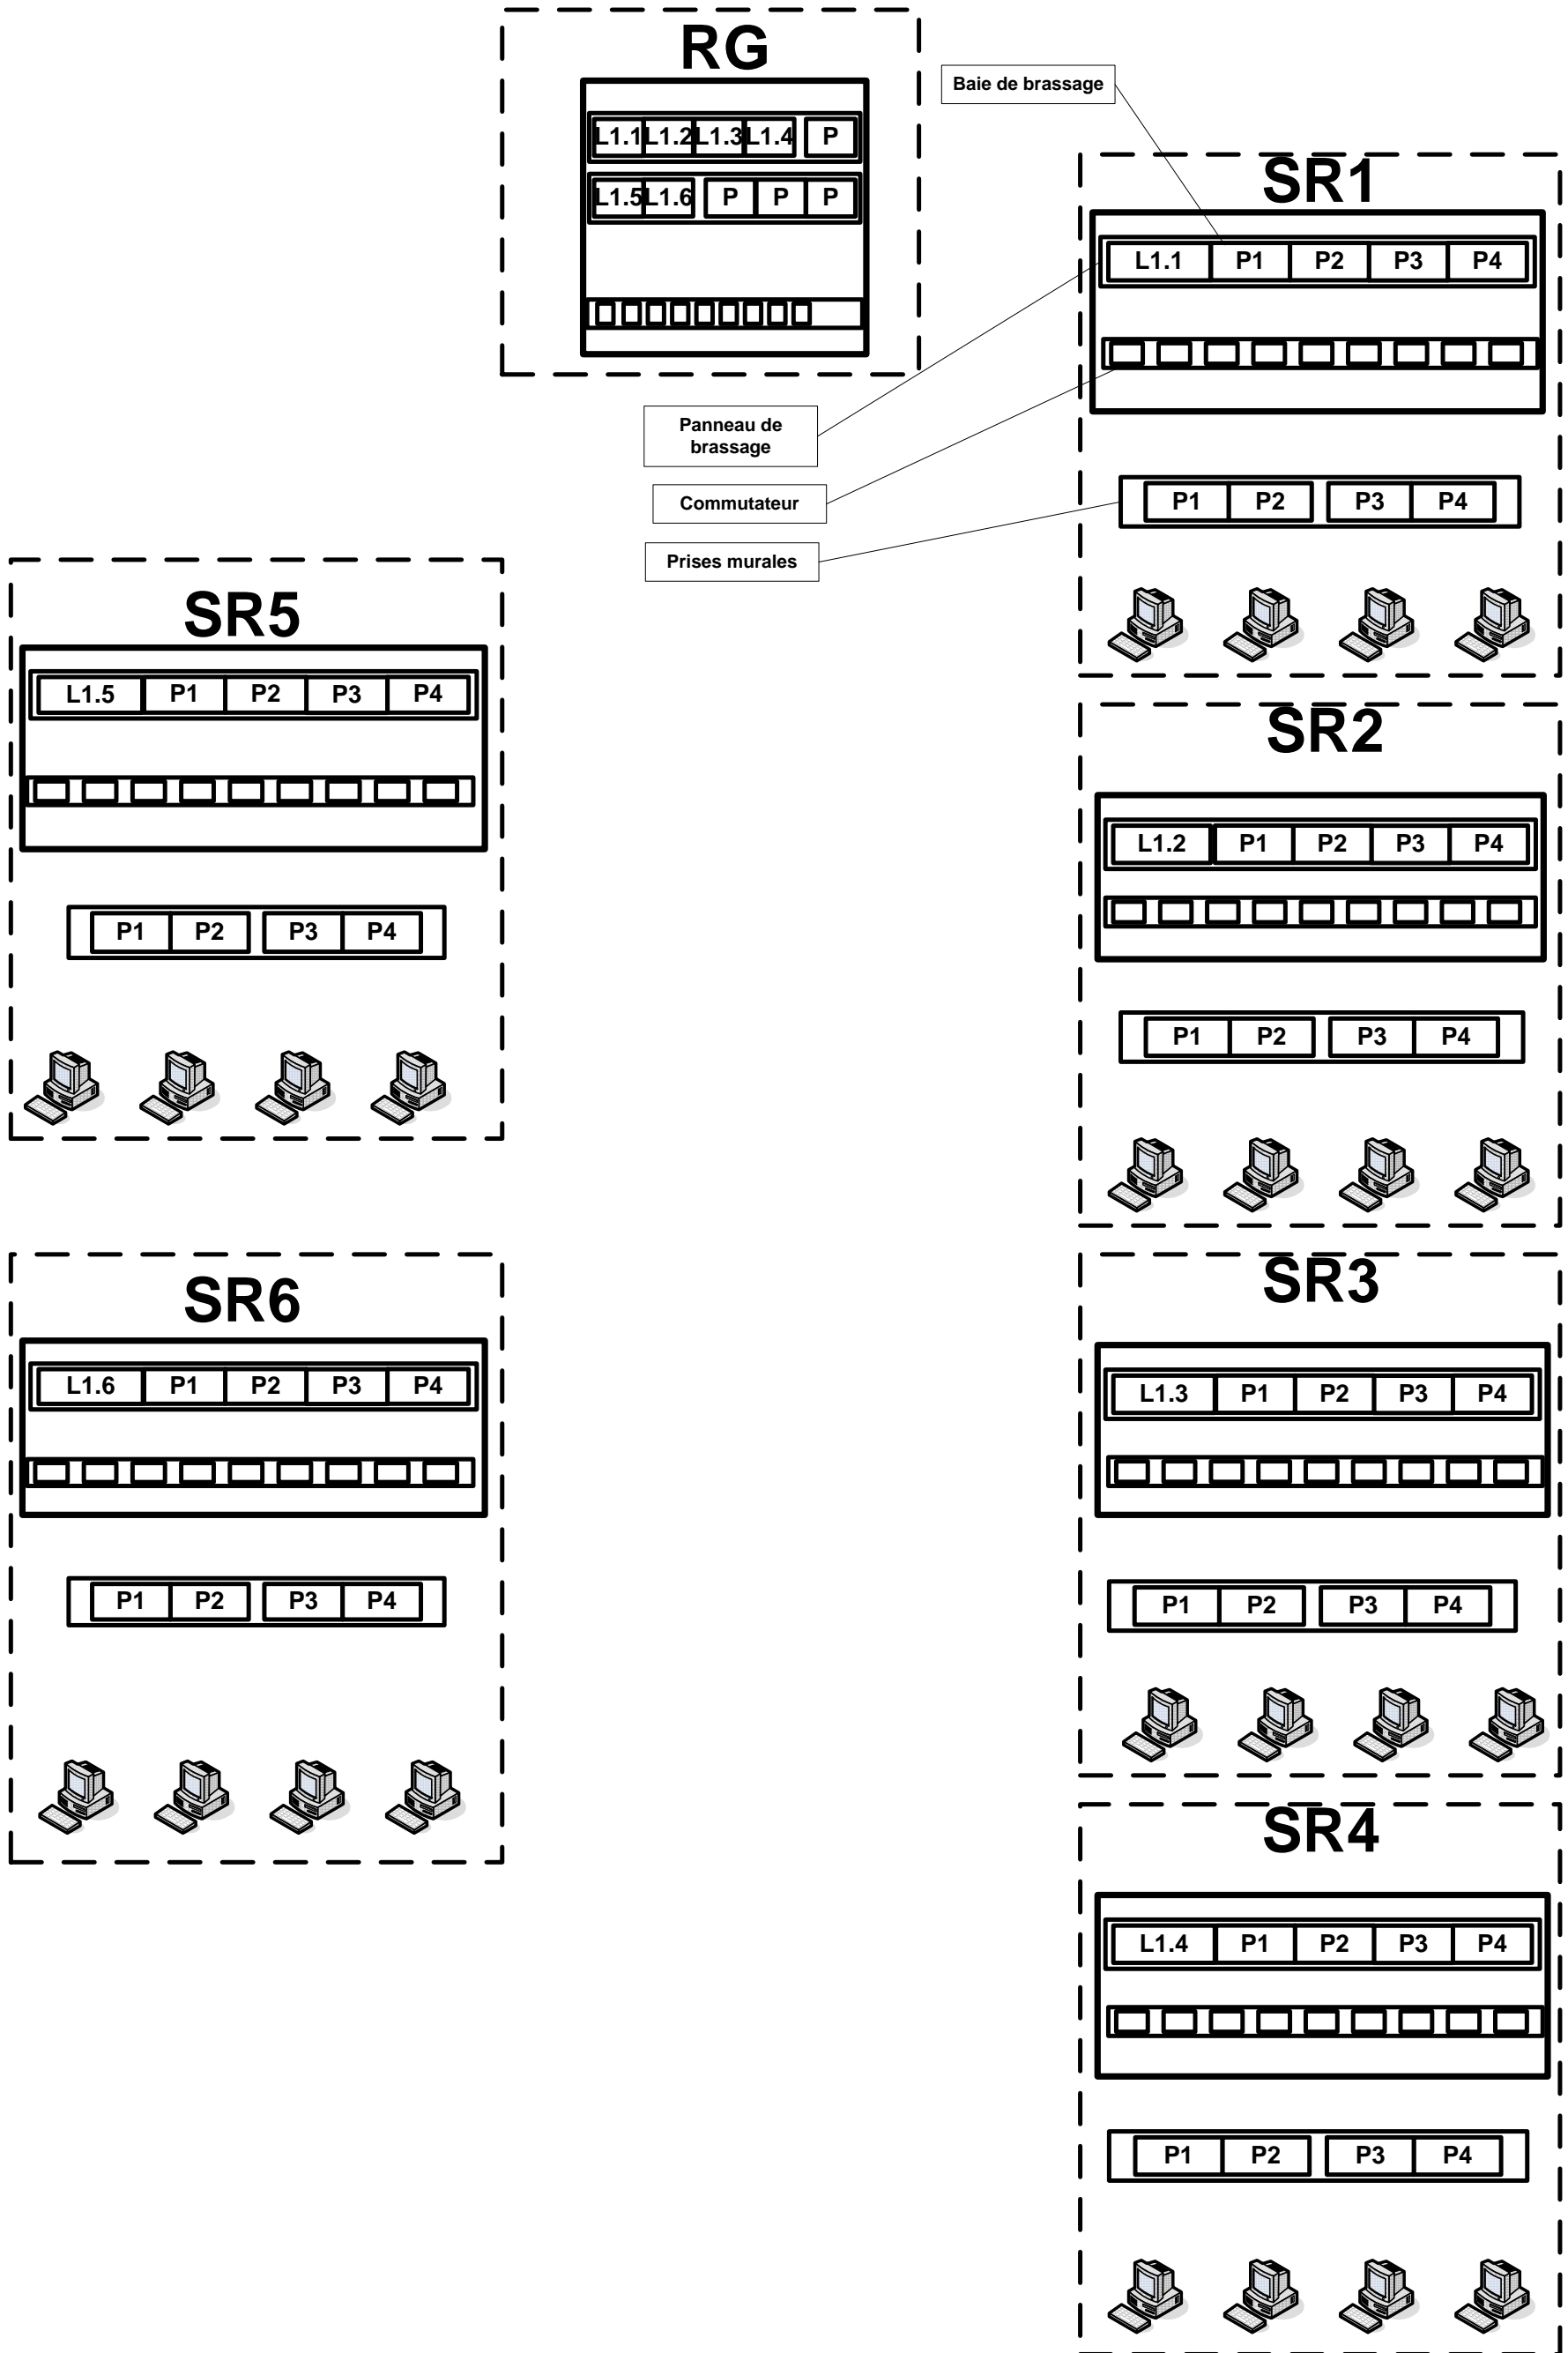 RG
L1.1 L1.2 L1.3 L1.4 P
L1.5 L1.6 P P P
Baie de brassage
Panneau de
brassage
Commutateur
Prises murales
SR1
L1.1 P1 P2 P3 P4
P1 P2 P3 P4
SR5
L1.5 P1 P2 P3 P4
P1 P2 P3 P4
SR2
L1.2 P1 P2 P3 P4
P1 P2 P3 P4
SR6
L1.6 P1 P2 P3 P4
P1 P2 P3 P4
SR3
L1.3 P1 P2 P3 P4
P1 P2 P3 P4
SR4
L1.4 P1 P2 P3 P4
P1 P2 P3 P4